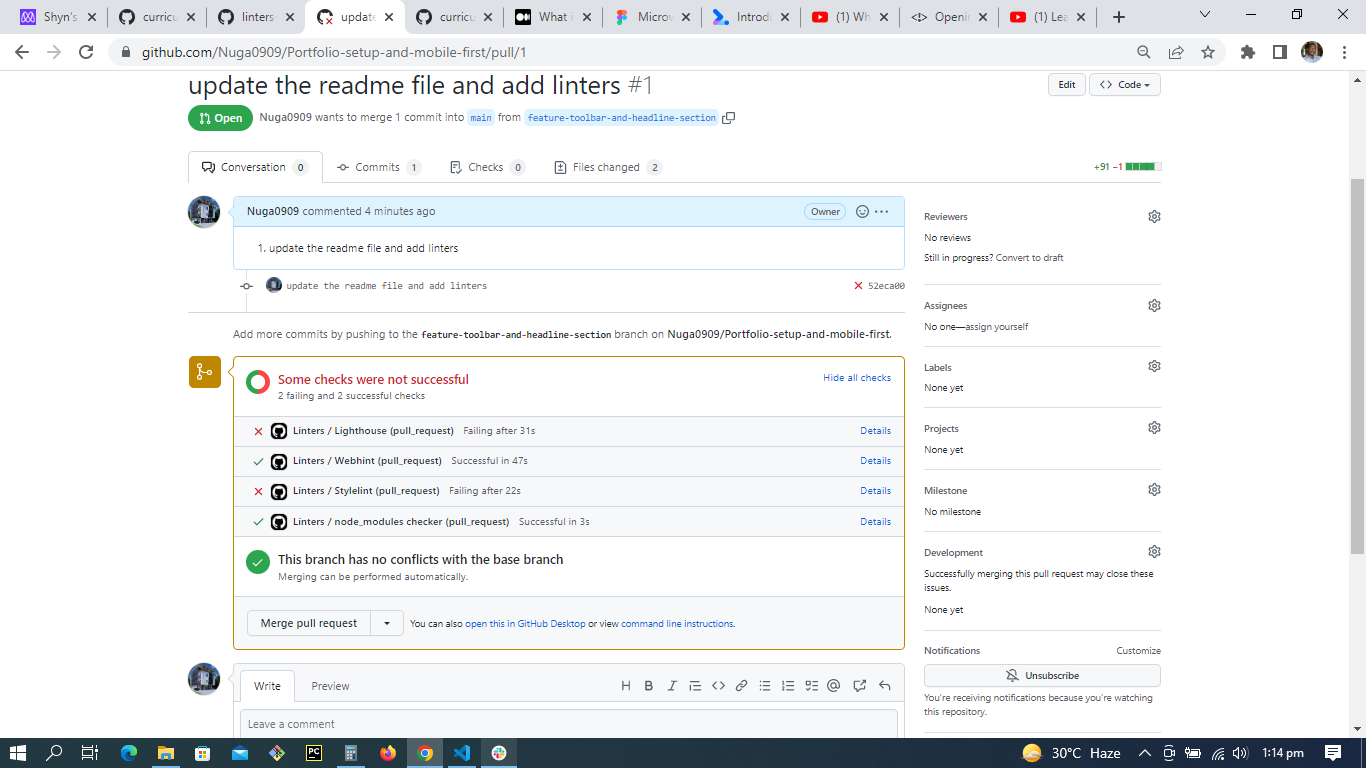 Shyn's
curricu
linters-
update
curricu
What i
Microv
Introdu
(1) Wh
Openin
(1) Lea
github.com/Nuga0909/Portfolio-setup-and-mobile-first/pull/1
update the readme file and add linters #1
Edit
Code
Open
Nuga0909 wants to merge 1 commit into main from feature-toolbar-and-headline-section
Conversation 0
Commits 1
Checks 0
Files changed 2
+91 −1
Nuga0909 commented 4 minutes ago
Owner
1. update the readme file and add linters
update the readme file and add linters
52eca00
Add more commits by pushing to the feature-toolbar-and-headline-section branch on Nuga0909/Portfolio-setup-and-mobile-first.
Some checks were not successful
2 failing and 2 successful checks
Hide all checks
Linters / Lighthouse (pull_request) Failing after 31s
Details
Linters / Webhint (pull_request) Successful in 47s
Details
Linters / Stylelint (pull_request) Failing after 22s
Details
Linters / node_modules checker (pull_request) Successful in 3s
Details
This branch has no conflicts with the base branch
Merging can be performed automatically.
Merge pull request
You can also open this in GitHub Desktop or view command line instructions.
Write
Preview
Leave a comment
Reviewers
No reviews
Still in progress? Convert to draft
Assignees
No one—assign yourself
Labels
None yet
Projects
None yet
Milestone
No milestone
Development
Successfully merging this pull request may close these
issues.
None yet
Notifications
Customize
Unsubscribe
You're receiving notifications because you're watching
this repository.
PC
30°C Haze
1:14 pm